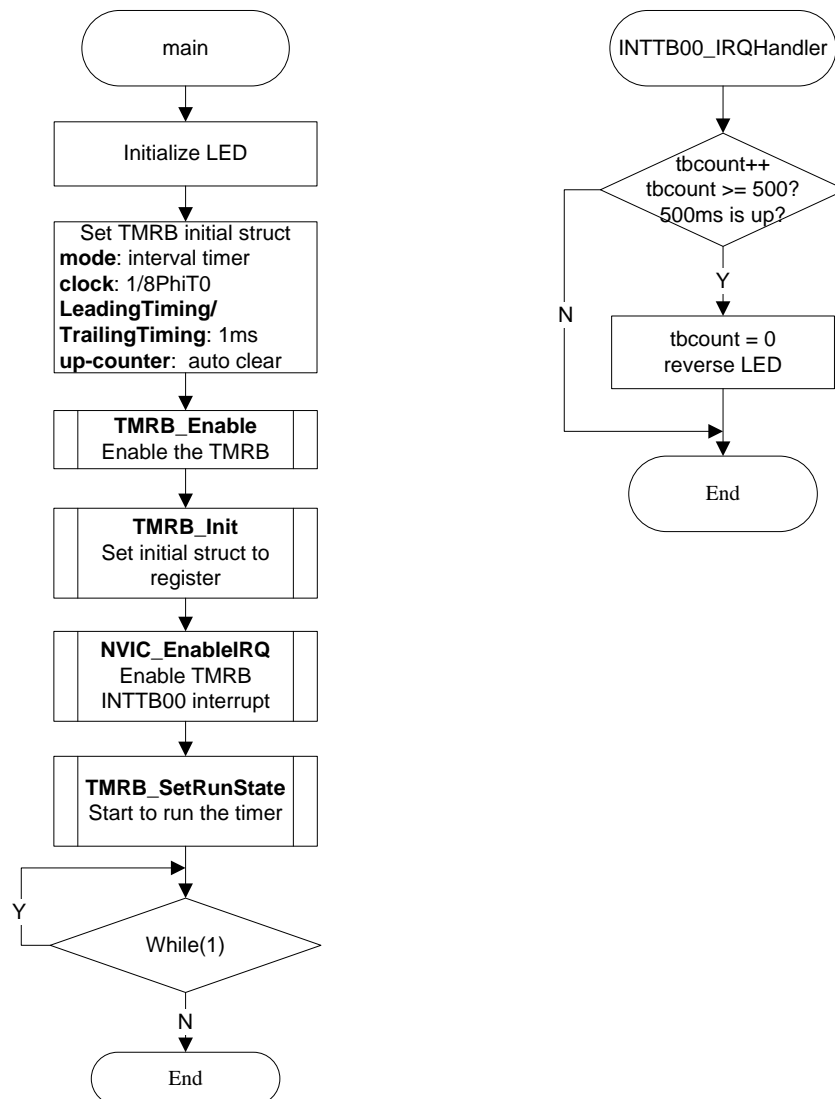 main
Initialize LED
Set TMRB initial struct
mode: interval timer
clock: 1/8PhiT0
LeadingTiming/
TrailingTiming: 1ms
up-counter:  auto clear
TMRB_Enable
Enable the TMRB
TMRB_Init
Set initial struct to
register
NVIC_EnableIRQ
Enable TMRB
INTTB00 interrupt
TMRB_SetRunState
Start to run the timer
Y
While(1)
N
End
INTTB00_IRQHandler
tbcount++
tbcount >= 500?
500ms is up?
Y
N
tbcount = 0
reverse LED
End